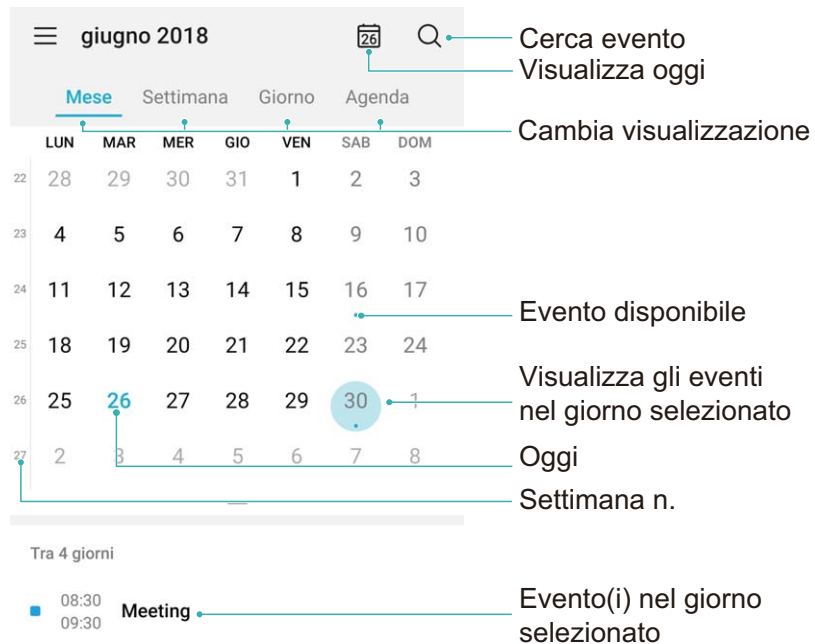 giugno 2018
26
Cerca evento
Visualizza oggi
Mese Settimana Giorno Agenda
Cambia visualizzazione
LUN MAR MER GIO VEN SAB DOM
22 28 29 30 31 1 2 3
23 4 5 6 7 8 9 10
24 11 12 13 14 15 16 17
Evento disponibile
25 18 19 20 21 22 23 24
Visualizza gli eventi
nel giorno selezionato
26 25 26 27 28 29 30 1
Oggi
27 2 3 4 5 6 7 8
Settimana n.
Tra 4 giorni
08:30
09:30
Meeting
Evento(i) nel giorno
selezionato